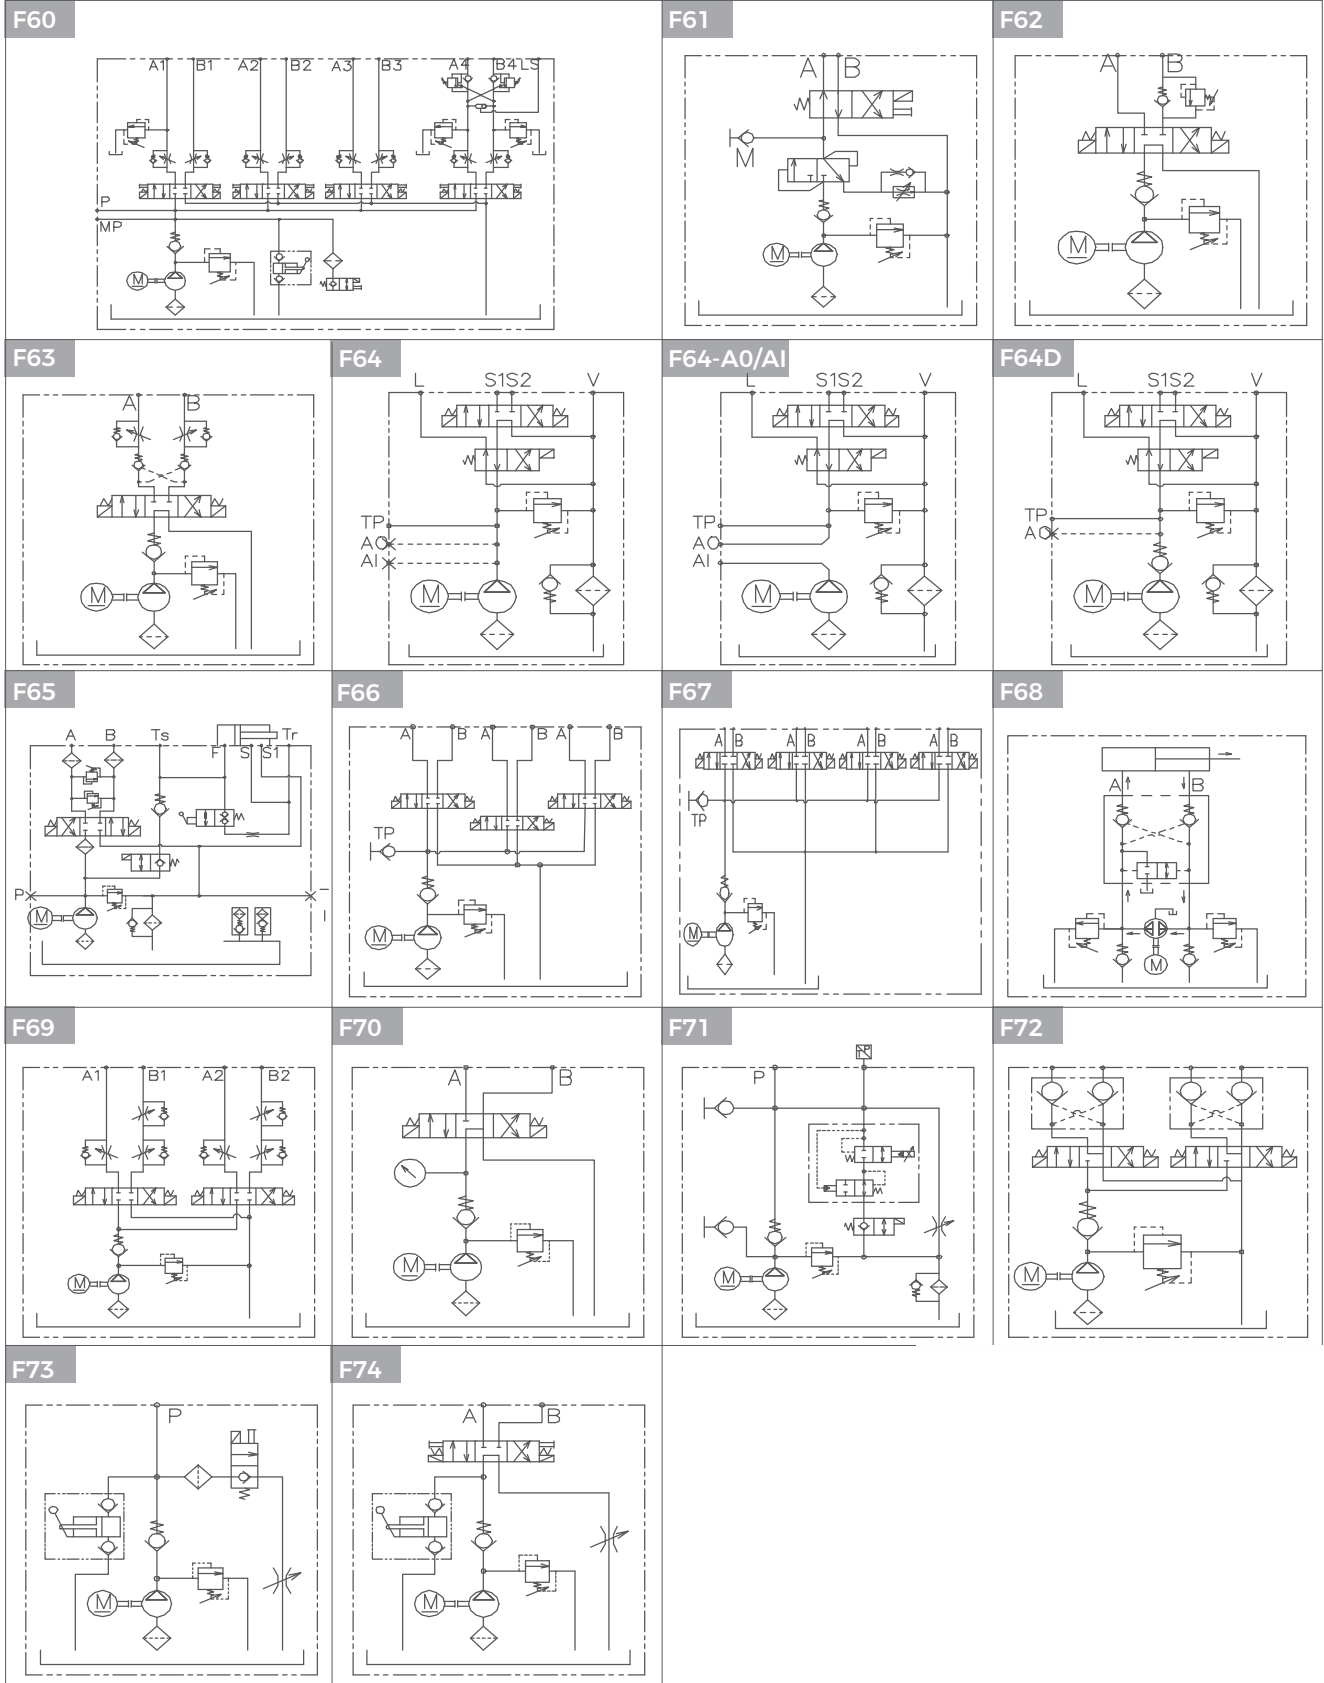 F60
F61
F62
A1 B1 A2 B2 A3 B3 A4 B4 LS
P
MP
M
A B
M
M
A B
M
F63
F64
F64-A0/AI
F64D
A B
M
L S1S2 V
TP
AO
AI
M
L S1S2 V
TP
AO
AI
M
L S1S2 V
TP
AO
M
F65
F66
F67
F68
A B Ts Tr
F S S1
P
M
A B A B A B
TP
M
A B A B A B A B
TP
M
A B
M
F69
F70
F71
F72
A1 B1 A2 B2
M
A B
M
P
M
M
F73
F74
P
M
A B
M